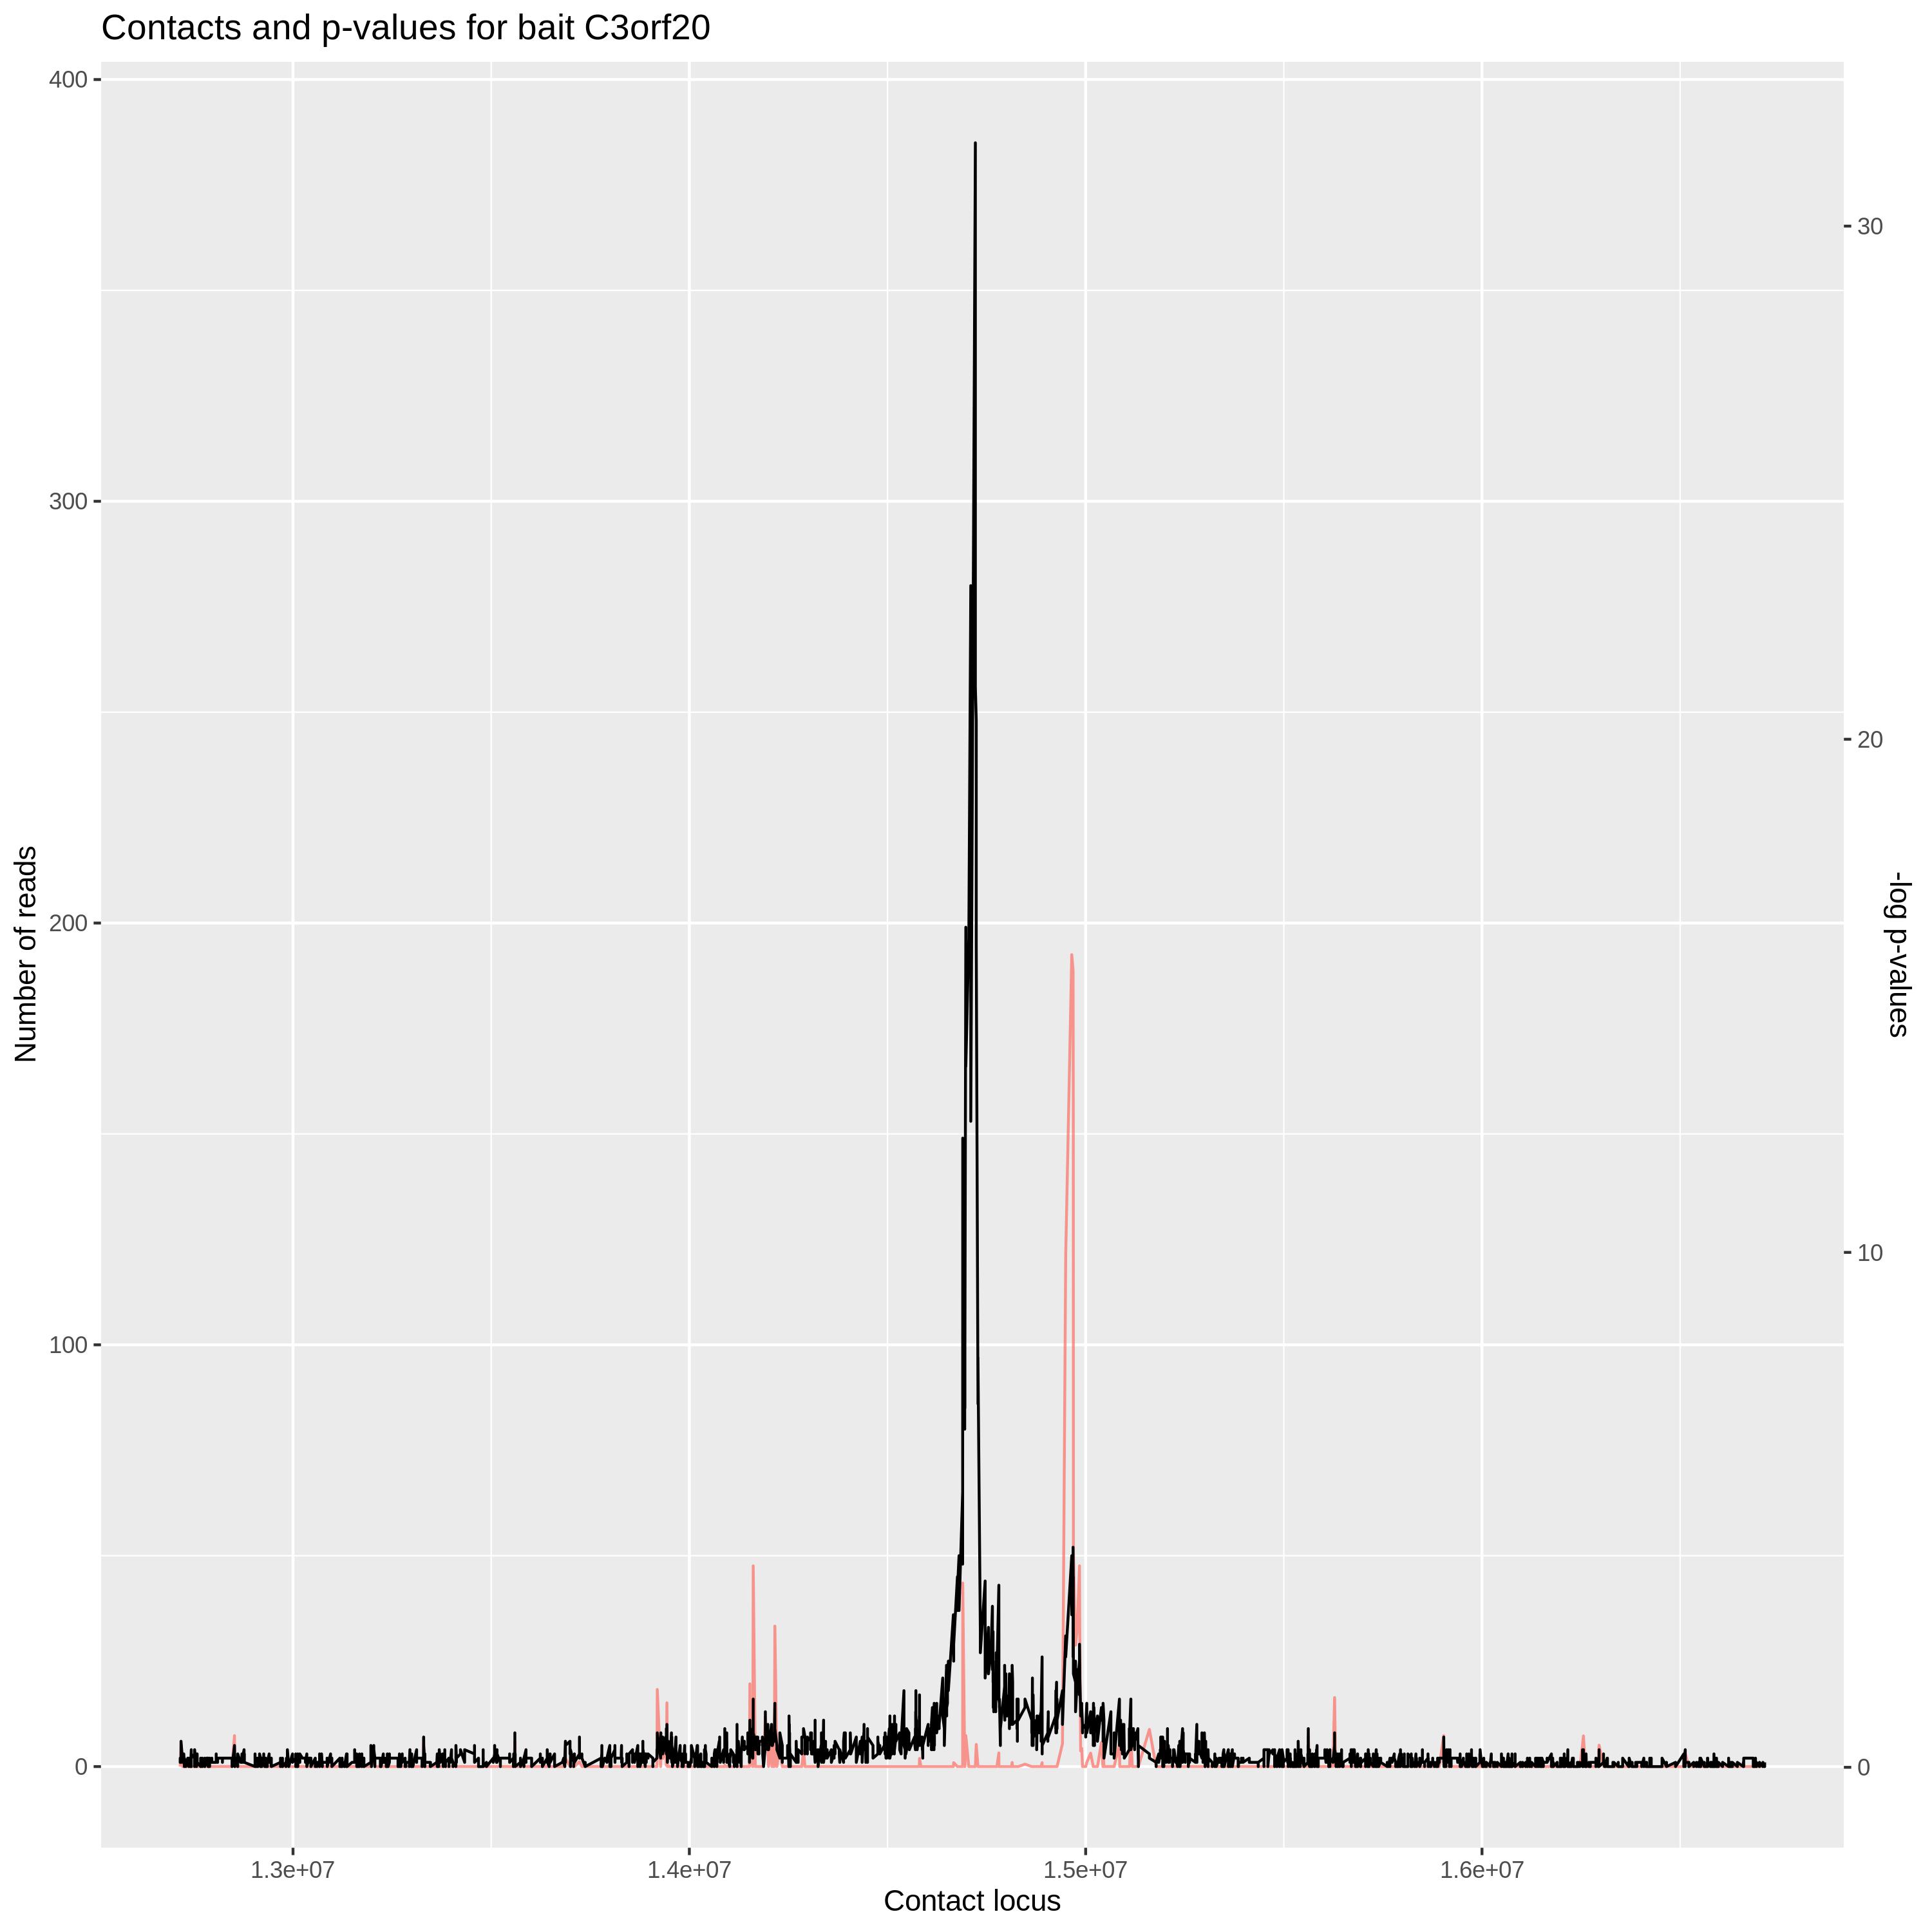 Contacts and p-values for bait C3orf20
400
300
200
100
0
30
20
10
0
Number of reads
-log p-values
1.3e+07 1.4e+07 1.5e+07 1.6e+07
Contact locus